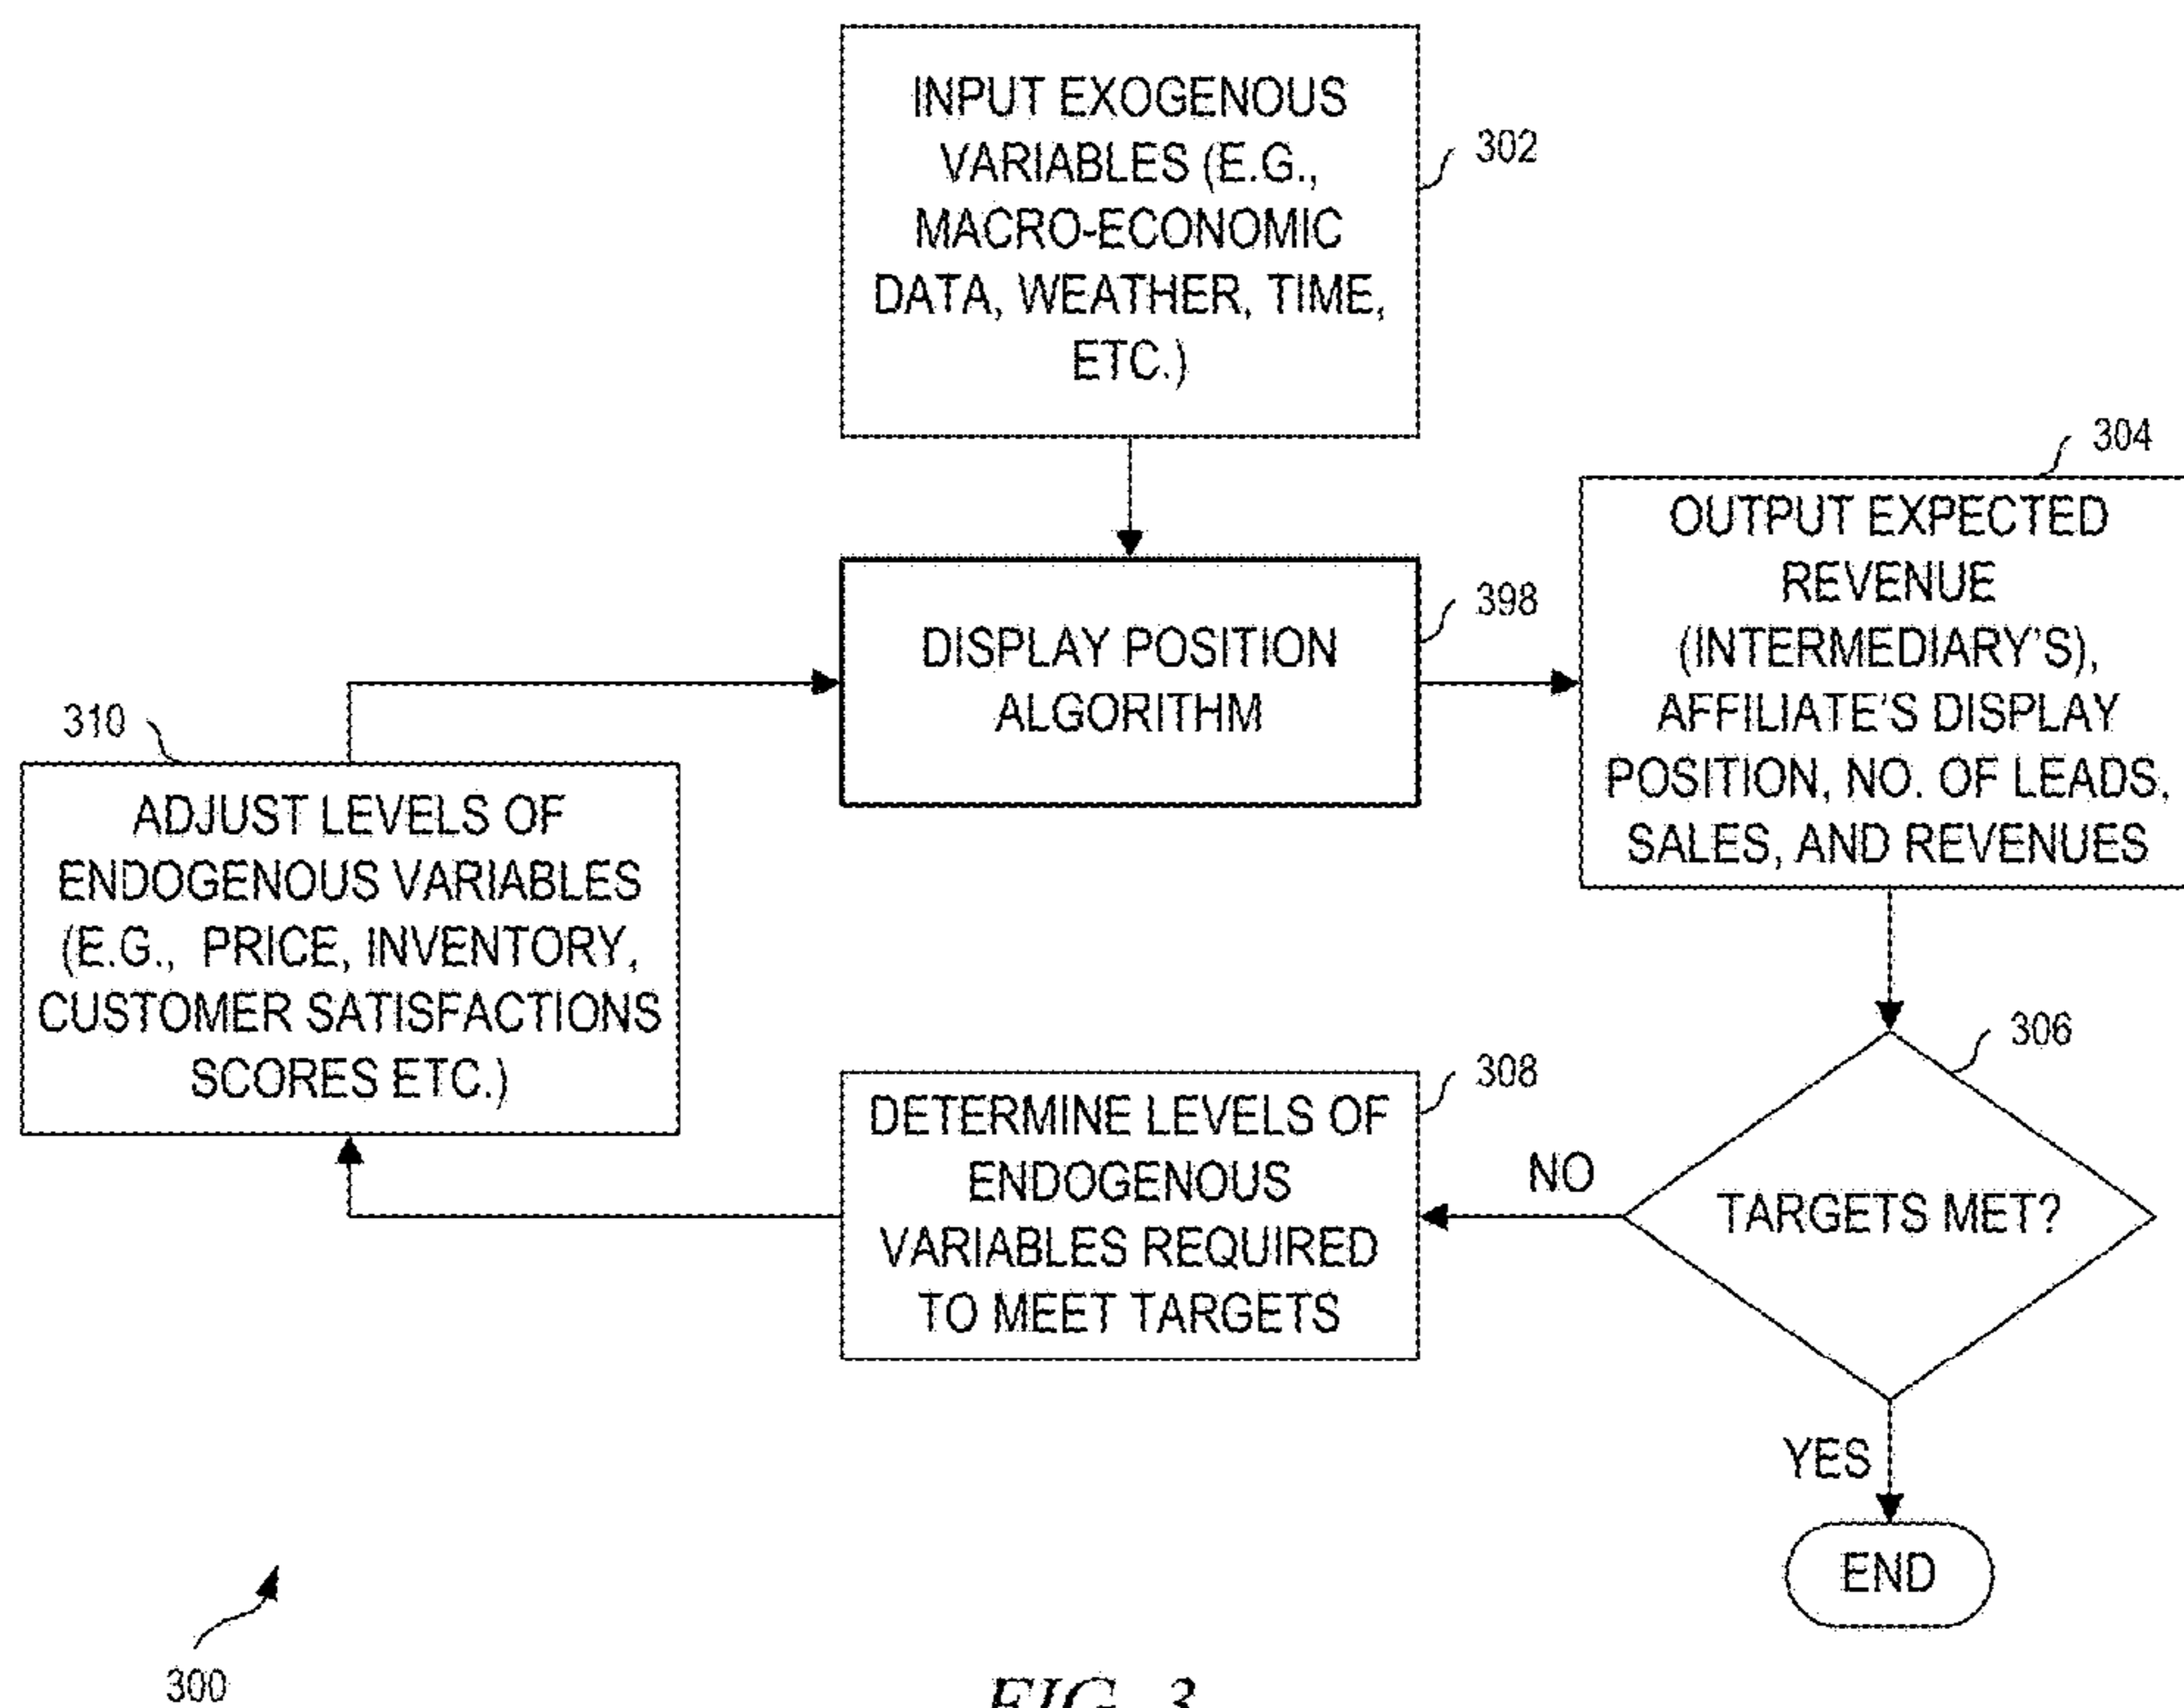 INPUT EXOGENOUS
VARIABLES (E.G.,
MACRO-ECONOMIC
DATA, WEATHER, TIME,
ETC.)
302
304
OUTPUT EXPECTED
REVENUE
(INTERMEDIARY'S),
AFFILIATE'S DISPLAY
POSITION, NO. OF LEADS,
SALES, AND REVENUES
398
DISPLAY POSITION
ALGORITHM
310
ADJUST LEVELS OF
ENDOGENOUS VARIABLES
(E.G., PRICE, INVENTORY,
CUSTOMER SATISFACTIONS
SCORES ETC.)
306
TARGETS MET?
308
DETERMINE LEVELS OF
ENDOGENOUS
VARIABLES REQUIRED
TO MEET TARGETS
NO
YES
END
300
FIG. 3